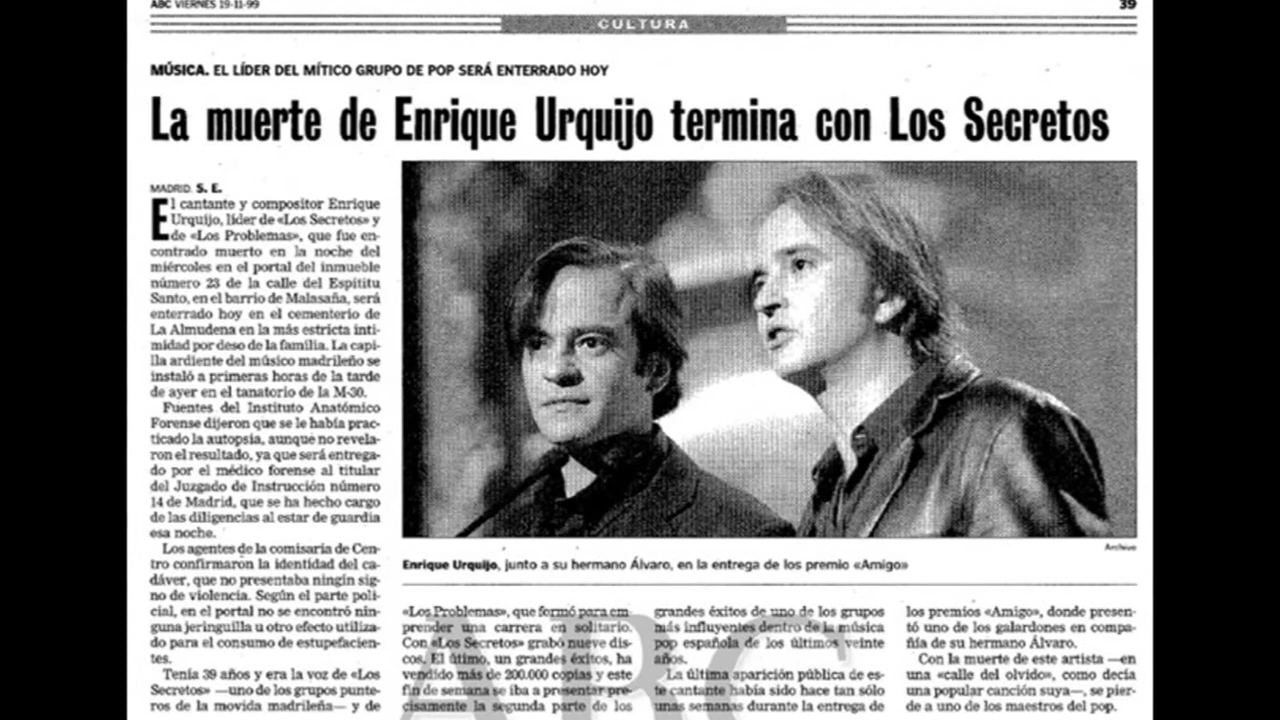 ABC VIERNES 19-11-99
39
CULTURA
MÚSICA. EL LÍDER DEL MÍTICO GRUPO DE POP SERÁ ENTERRADO HOY
La muerte de Enrique Urquijo termina con Los Secretos
MADRID. S. E.
El cantante y compositor Enrique
Urquijo, líder de «Los Secretos» y
de «Los Problemas», que fue en-
contrado muerto en la noche del
miércoles en el portal del inmueble
número 23 de la calle del Espítitu
Santo, en el barrio de Malasaña, será
enterrado hoy en el cementerio de
La Almudena en la más estricta inti-
midad por deso de la familia. La capi-
lla ardiente del músico madrileño se
instaló a primeras horas de la tarde
de ayer en el tanatorio de la M-30.
Fuentes del Instituto Anatómico
Forense dijeron que se le había prac-
ticado la autopsia, aunque no revela-
ron el resultado, ya que será entrega-
do por el médico forense al titular
del Juzgado de Instrucción número
14 de Madrid, que se ha hecho cargo
de las diligencias al estar de guardia
esa noche.
Los agentes de la comisaría de Cen-
tro confirmaron la identidad del ca-
dáver, que no presentaba ningún sig-
no de violencia. Según el parte poli-
cial, en el portal no se encontró nin-
guna jeringuilla u otro efecto utiliza-
do para el consumo de estupefacien-
tes.
Tenía 39 años y era la voz de «Los
Secretos» —uno de los grupos punte-
ros de la movida madrileña— y de
Archivo
Enrique Urquijo, junto a su hermano Álvaro, en la entrega de los premio «Amigo»
«Los Problemas», que formó para em-
prender una carrera en solitario.
Con «Los Secretos» grabó nueve dis-
cos. El útimo, un grandes éxitos, ha
vendido más de 200.000 copias y este
fin de semana se iba a presentar pre-
cisamente la segunda parte de los
grandes éxitos de uno de los grupos
más influyentes dentro de la música
pop española de los últimos veinte
años.
La última aparición pública de es-
te cantante había sido hace tan sólo
unas semanas durante la entrega de
los premios «Amigo», donde presen-
tó uno de los galardones en compa-
ñía de su hermano Álvaro.
Con la muerte de este artista —en
una «calle del olvido», como decía
una popular canción suya—, se pier-
de a uno de los maestros del pop.
ABC